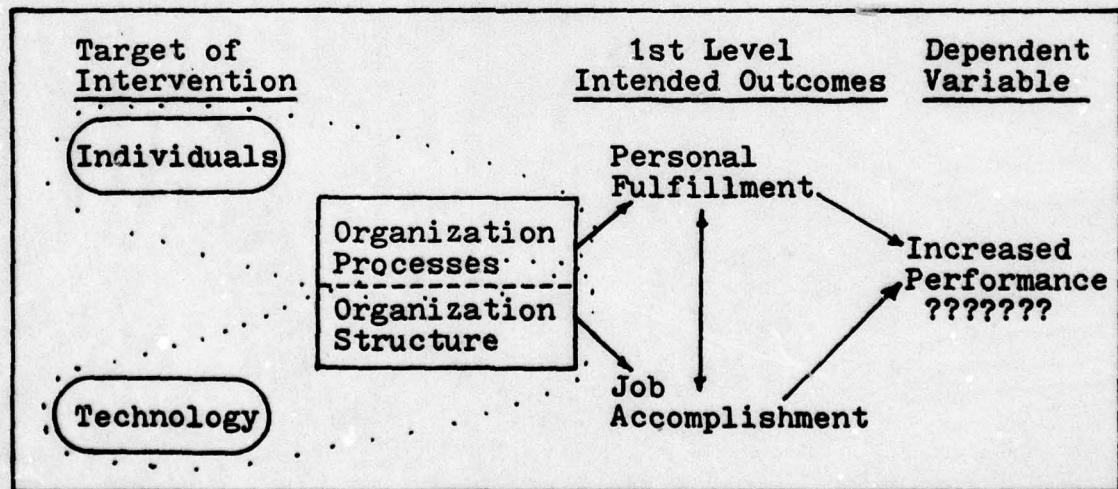 Target of
Intervention
1st Level
Intended Outcomes
Dependent
Variable
Individuals
Personal
Fulfillment
Organization
Processes
Organization
Structure
Increased
Performance
???????
Job
Accomplishment
Technology